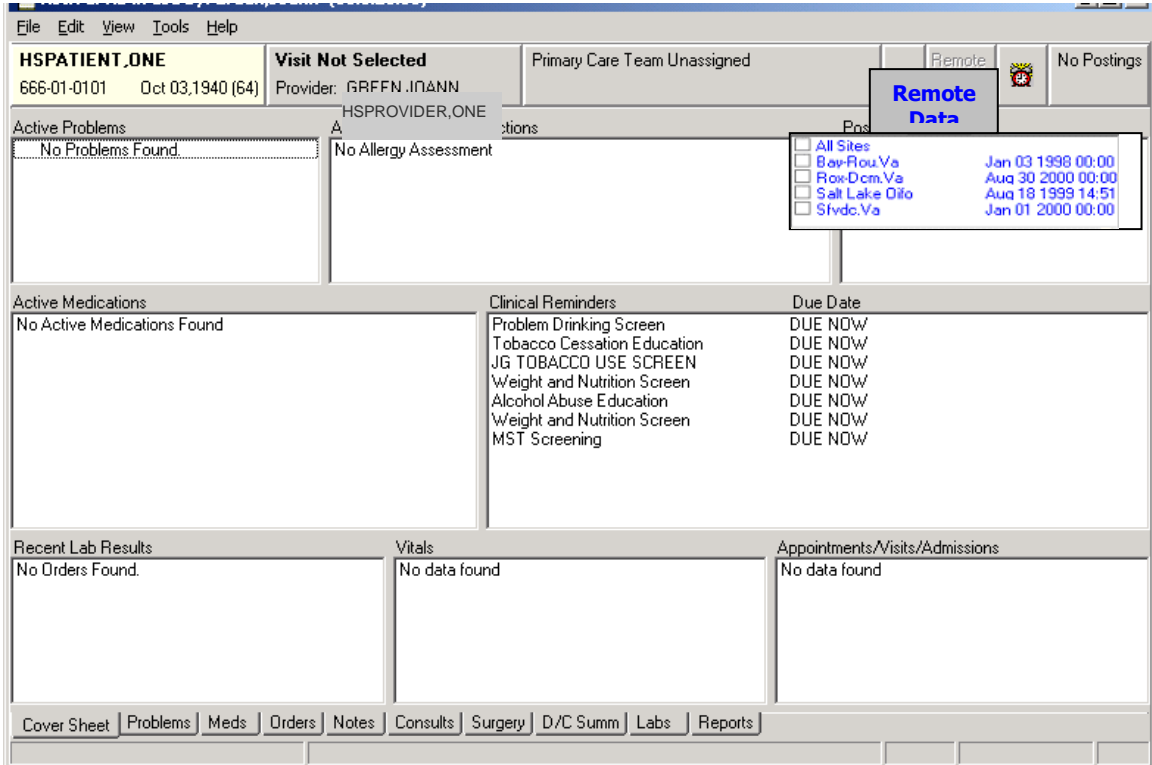 File Edit View Tools Help
HSPATIENT,ONE Visit Not Selected Primary Care Team Unassigned Remote No Postings
666-01-0101 Oct 03,1940 (64) Provider: GREEN,JOANN
Remote
Data
HSPROVIDER,ONE
Active Problems A ctions Pos
No Problems Found. No Allergy Assessment
All Sites
Bay-Rou.Va Jan 03 1998 00:00
Rox-Dcm.Va Aug 30 2000 00:00
Salt Lake Oifo Aug 18 1999 14:51
Sfvdc.Va Jan 01 2000 00:00
Active Medications Clinical Reminders Due Date
No Active Medications Found Problem Drinking Screen DUE NOW
Tobacco Cessation Education DUE NOW
JG TOBACCO USE SCREEN DUE NOW
Weight and Nutrition Screen DUE NOW
Alcohol Abuse Education DUE NOW
Weight and Nutrition Screen DUE NOW
MST Screening DUE NOW
Recent Lab Results Vitals Appointments/Visits/Admissions
No Orders Found. No data found No data found
Cover Sheet Problems Meds Orders Notes Consults Surgery D/C Summ Labs Reports